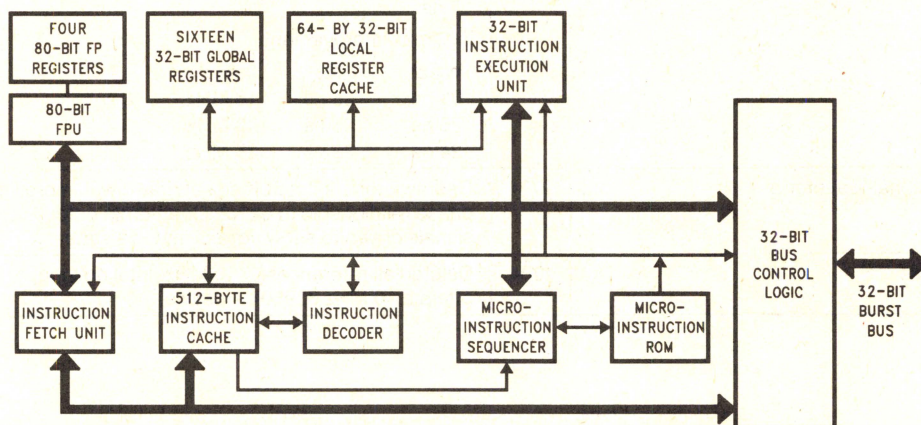 FOUR
80-BIT FP
REGISTERS
80-BIT
FPU
SIXTEEN
32-BIT GLOBAL
REGISTERS
64- BY 32-BIT
LOCAL
REGISTER
CACHE
32-BIT
INSTRUCTION
EXECUTION
UNIT
INSTRUCTION
FETCH UNIT
512-BYTE
INSTRUCTION
CACHE
INSTRUCTION
DECODER
MICRO-
INSTRUCTION
SEQUENCER
MICRO-
INSTRUCTION
ROM
32-BIT
BUS
CONTROL
LOGIC
32-BIT
BURST
BUS